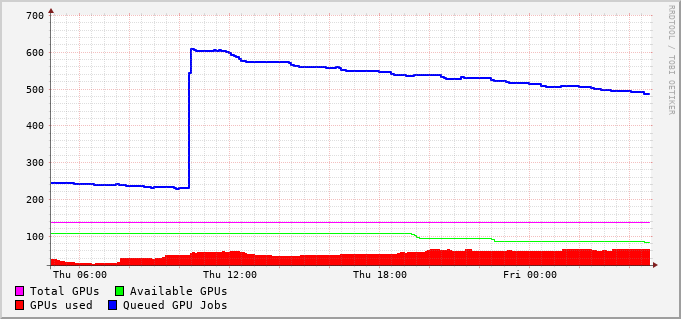 700
600
500
400
300
200
100
Thu 06:00 Thu 12:00 Thu 18:00 Fri 00:00
Total GPUs Available GPUs
GPUs used Queued GPU Jobs
RRDTOOL / TOBI OETIKER